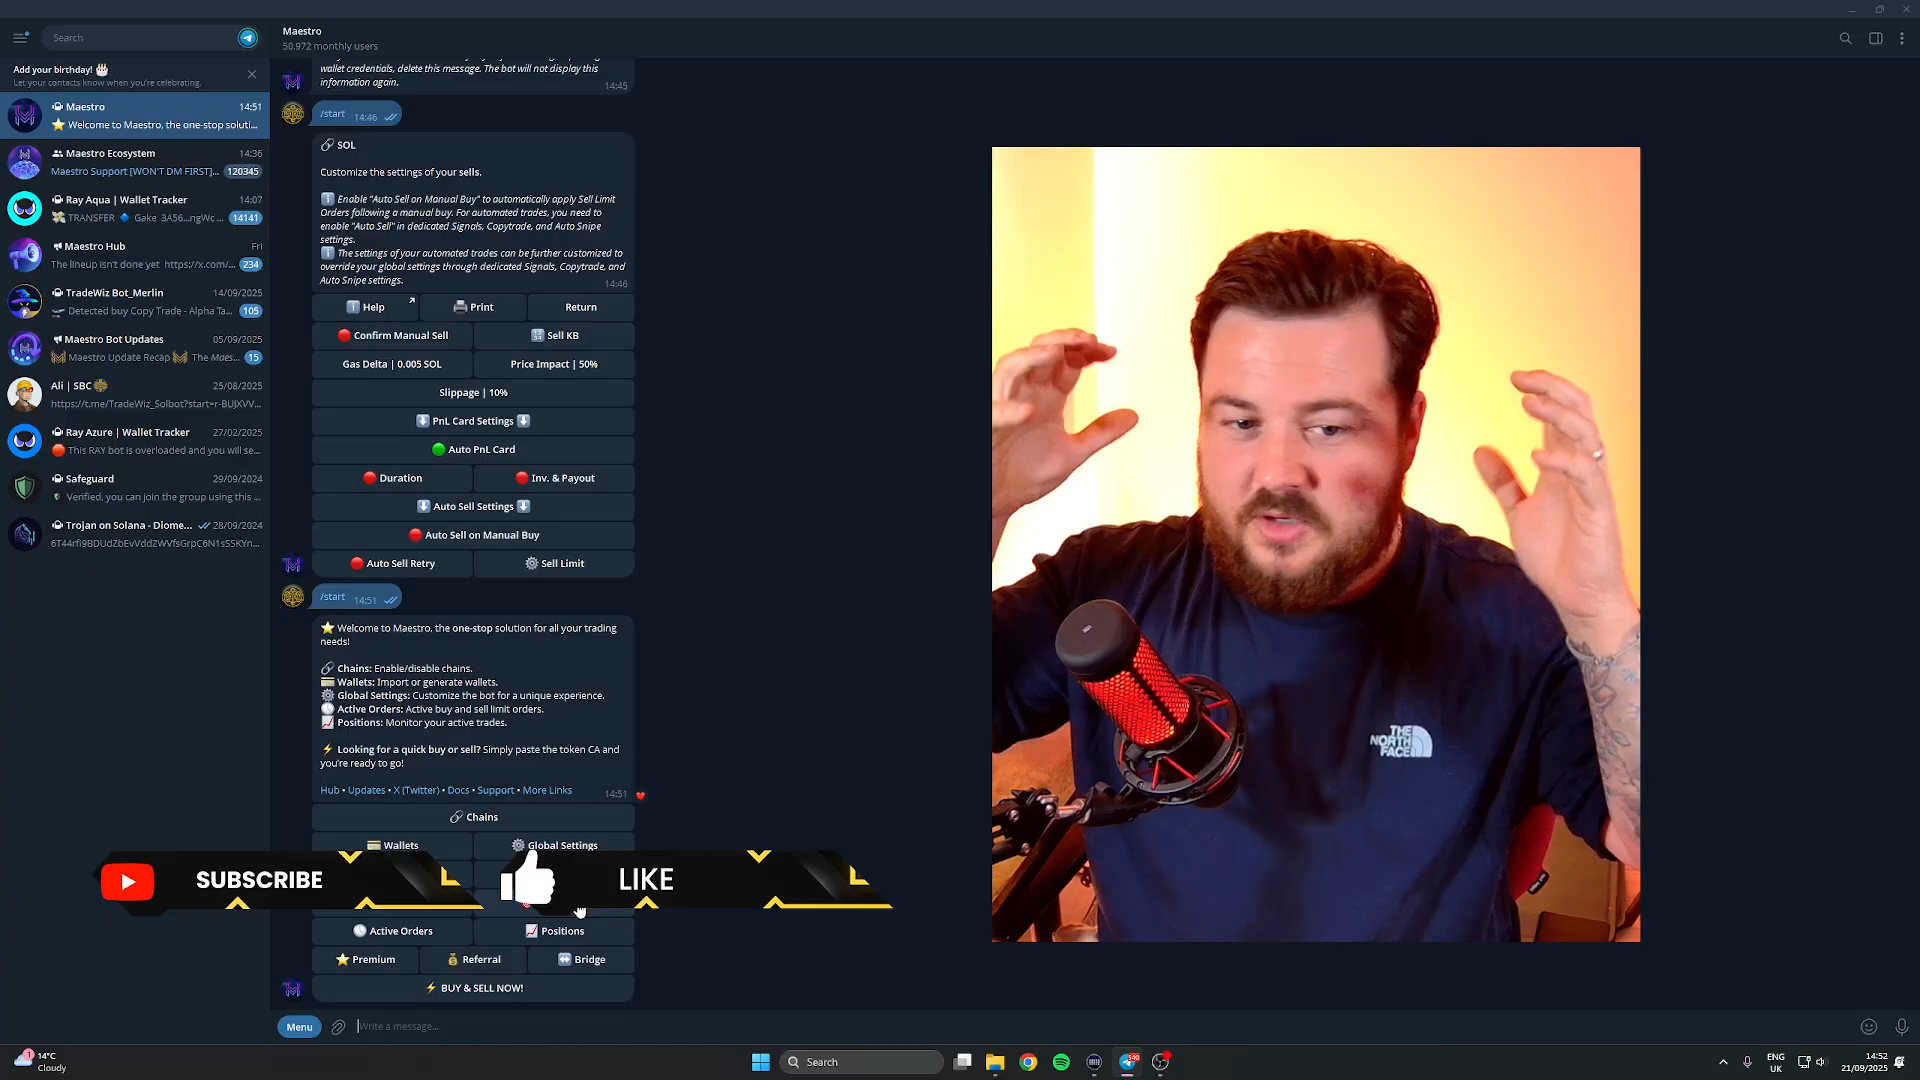 Search
Add your birthday!
Let your contacts know when you're celebrating.
Maestro 14:51
Welcome to Maestro, the one-stop soluti...
Maestro Ecosystem 14:36
Maestro Support [WON'T DM FIRST]... 120345
Ray Aqua | Wallet Tracker 14:07
TRANSFER Gake 3A56...ngWc ... 14141
Maestro Hub Fri
The lineup isn't done yet https://x.com/... 234
TradeWiz Bot_Merlin 14/09/2025
Detected buy Copy Trade - Alpha Ta... 105
Maestro Bot Updates 05/09/2025
Maestro Update Recap The Maes... 15
Ali | SBC 25/08/2025
https://t.me/TradeWiz_Solbot?start=r-BUJXVV...
Ray Azure | Wallet Tracker 27/02/2025
This RAY bot is overloaded and you will se...
Safeguard 29/09/2024
Verified, you can join the group using this ...
Trojan on Solana - Diome... 28/09/2024
6T44rfi9BDUdZbEvVddZWVfsGrpC6N1sSSKYn...
Maestro
50,972 monthly users
wallet credentials, delete this message. The bot will not display this
information again. 14:45
/start 14:46
SOL
Customize the settings of your sells.
Enable "Auto Sell on Manual Buy" to automatically apply Sell Limit
Orders following a manual buy. For automated trades, you need to
enable "Auto Sell" in dedicated Signals, Copytrade, and Auto Snipe
settings.
The settings of your automated trades can be further customized to
override your global settings through dedicated Signals, Copytrade, and
Auto Snipe settings. 14:46
Help Print Return
Confirm Manual Sell Sell KB
Gas Delta | 0.005 SOL Price Impact | 50%
Slippage | 10%
PnL Card Settings
Auto PnL Card
Duration Inv. & Payout
Auto Sell Settings
Auto Sell on Manual Buy
Auto Sell Retry Sell Limit
/start 14:51
Welcome to Maestro, the one-stop solution for all your trading
needs!
Chains: Enable/disable chains.
Wallets: Import or generate wallets.
Global Settings: Customize the bot for a unique experience.
Active Orders: Active buy and sell limit orders.
Positions: Monitor your active trades.
Looking for a quick buy or sell? Simply paste the token CA and
you're ready to go!
Hub • Updates • X (Twitter) • Docs • Support • More Links 14:51
Chains
Wallets Global Settings
SUBSCRIBE LIKE
Active Orders Positions
Premium Referral Bridge
BUY & SELL NOW!
Menu Write a message...
THE
NORTH
FACE
14°C
Cloudy
Search
ENG
UK
14:52
21/09/2025